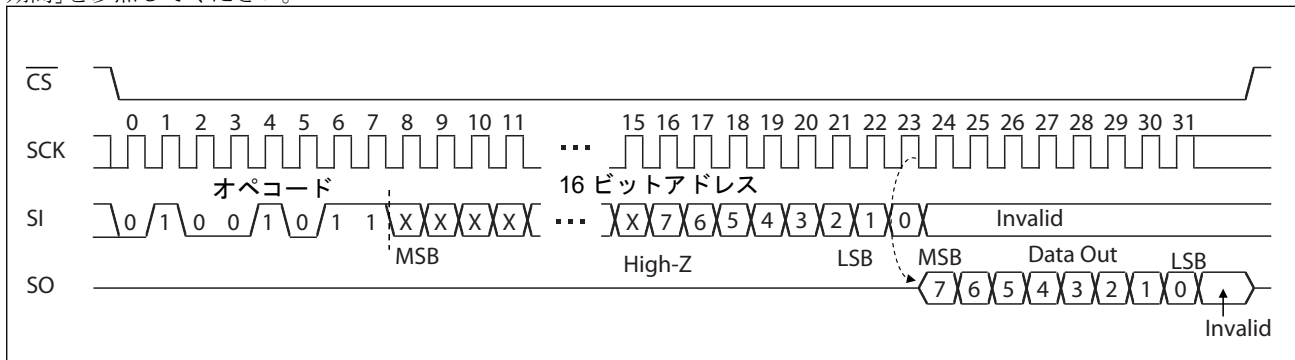 CS
0 1 2 3 4 5 6 7 8 9 10 11 15 16 17 18 19 20 21 22 23 24 25 26 27 28 29 30 31
SCK
...
オペコード 16 ビットアドレス
SI 0 1 0 0 1 0 1 1 X X X X ... X 7 6 5 4 3 2 1 0 Invalid
MSB High-Z LSB MSB Data Out LSB
SO 7 6 5 4 3 2 1 0
Invalid